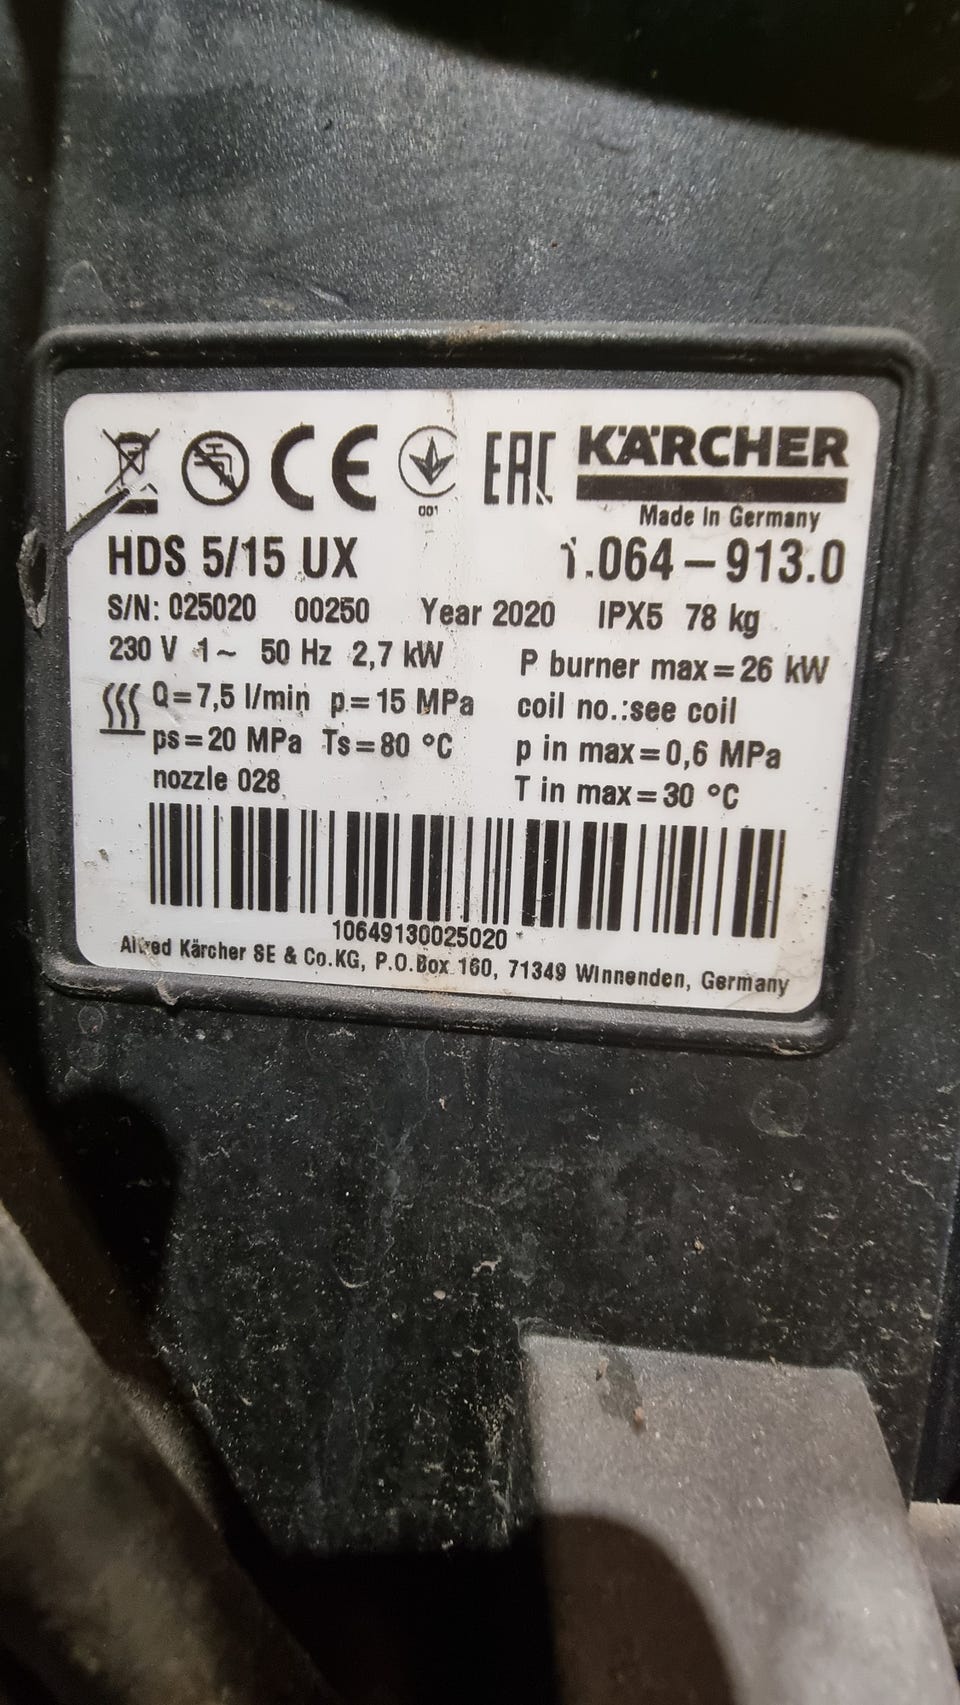 CE 001 EAC KÄRCHER
Made in Germany
HDS 5/15 UX 1.064-913.0
S/N: 025020 00250 Year 2020 IPX5 78 kg
230 V 1~ 50 Hz 2,7 kW P burner max=26 kW
Q=7,5 l/min p=15 MPa coil no.:see coil
ps=20 MPa Ts=80 °C p in max=0,6 MPa
nozzle 028 T in max=30 °C
10649130025020
Alfred Kärcher SE & Co.KG, P.O.Box 160, 71349 Winnenden, Germany